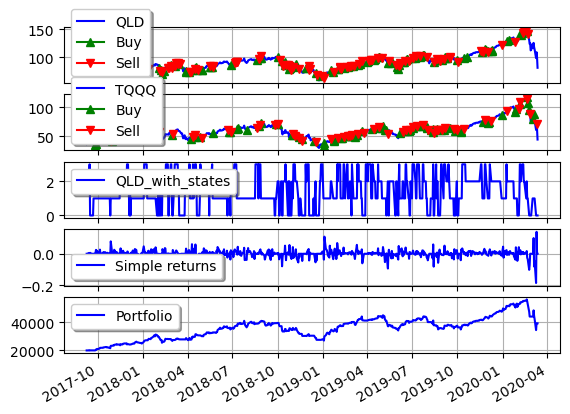 150
100
QLD
Buy
Sell
100
50
TQQQ
Buy
Sell
2
0
QLD_with_states
0.0
−0.2
Simple returns
40000
20000
Portfolio
2017-10
2018-01
2018-04
2018-07
2018-10
2019-01
2019-04
2019-07
2019-10
2020-01
2020-04